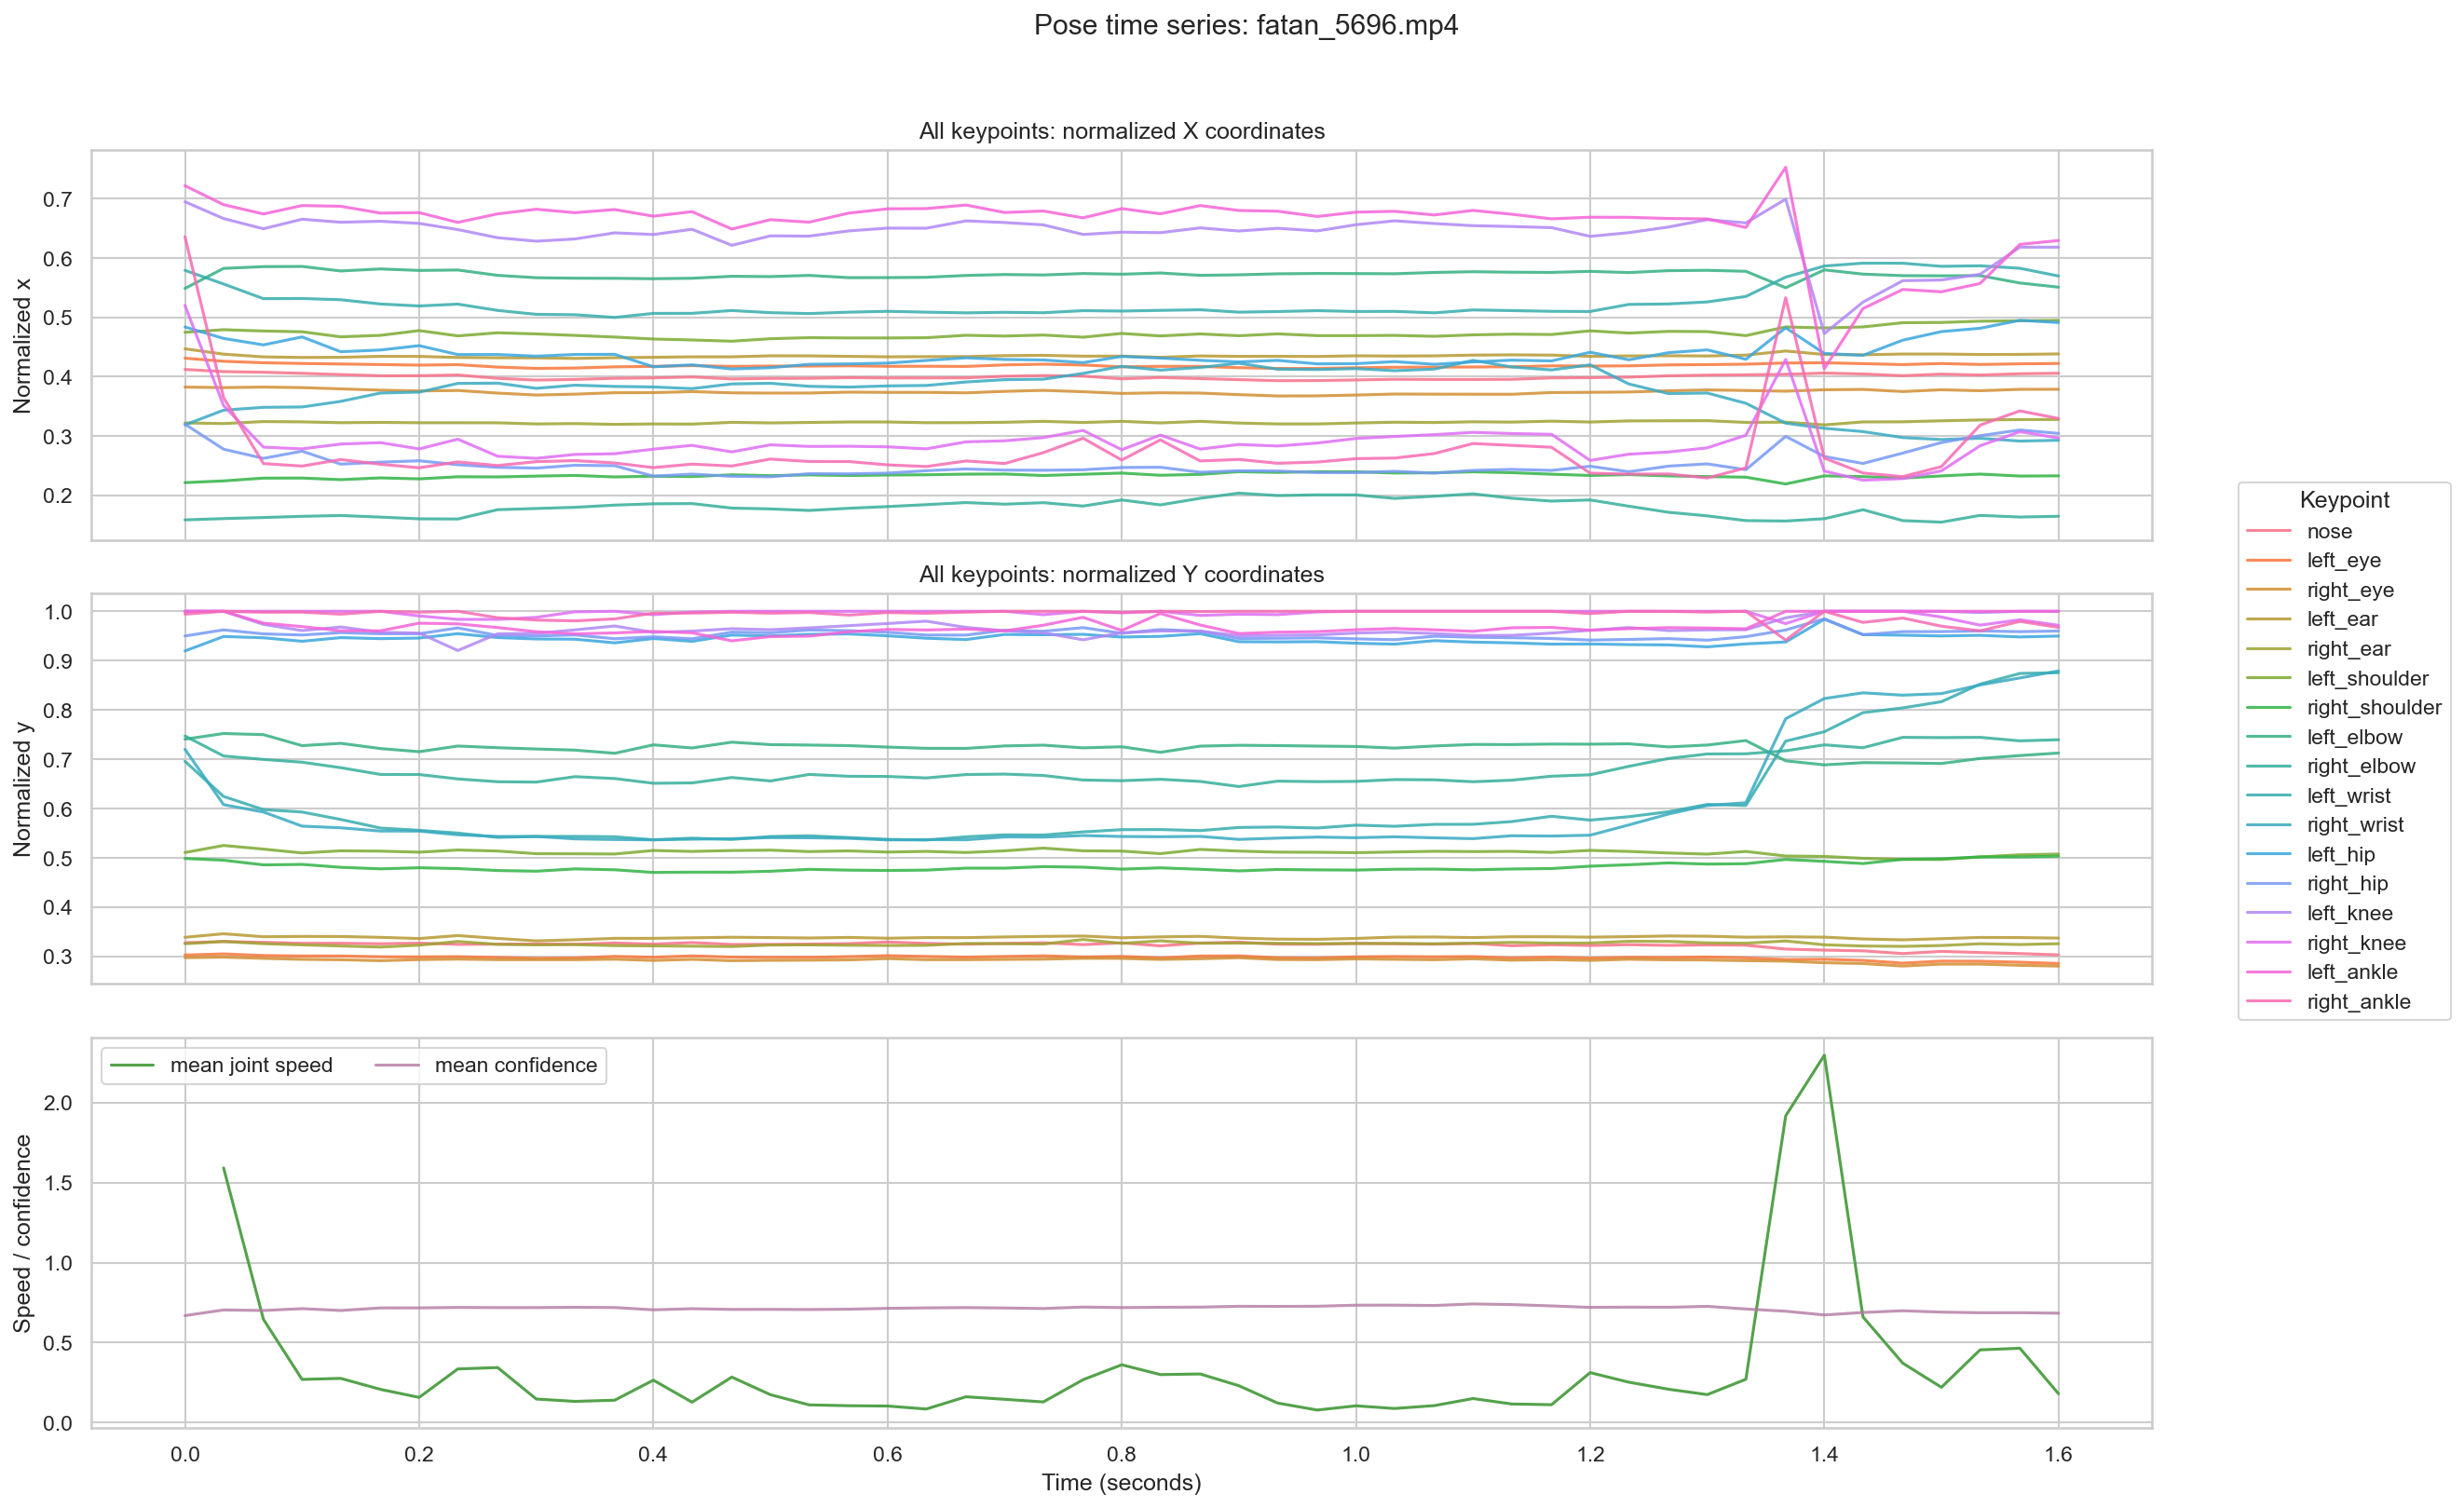 Pose time series: fatan_5696.mp4
All keypoints: normalized X coordinates
Normalized x
0.7
0.6
0.5
0.4
0.3
0.2
All keypoints: normalized Y coordinates
Normalized y
1.0
0.9
0.8
0.7
0.6
0.5
0.4
0.3
Keypoint
nose
left_eye
right_eye
left_ear
right_ear
left_shoulder
right_shoulder
left_elbow
right_elbow
left_wrist
right_wrist
left_hip
right_hip
left_knee
right_knee
left_ankle
right_ankle
mean joint speed mean confidence
Speed / confidence
2.0
1.5
1.0
0.5
0.0
0.0 0.2 0.4 0.6 0.8 1.0 1.2 1.4 1.6
Time (seconds)